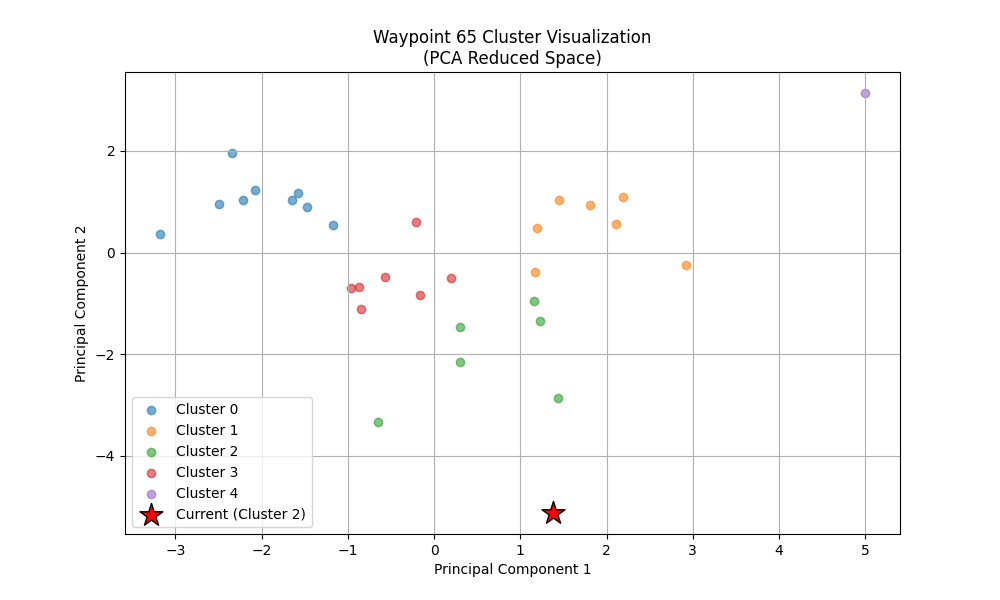 Waypoint 65 Cluster Visualization
(PCA Reduced Space)
Principal Component 2
2
0
−2
−4
Cluster 0
Cluster 1
Cluster 2
Cluster 3
Cluster 4
Current (Cluster 2)
−3 −2 −1 0 1 2 3 4 5
Principal Component 1